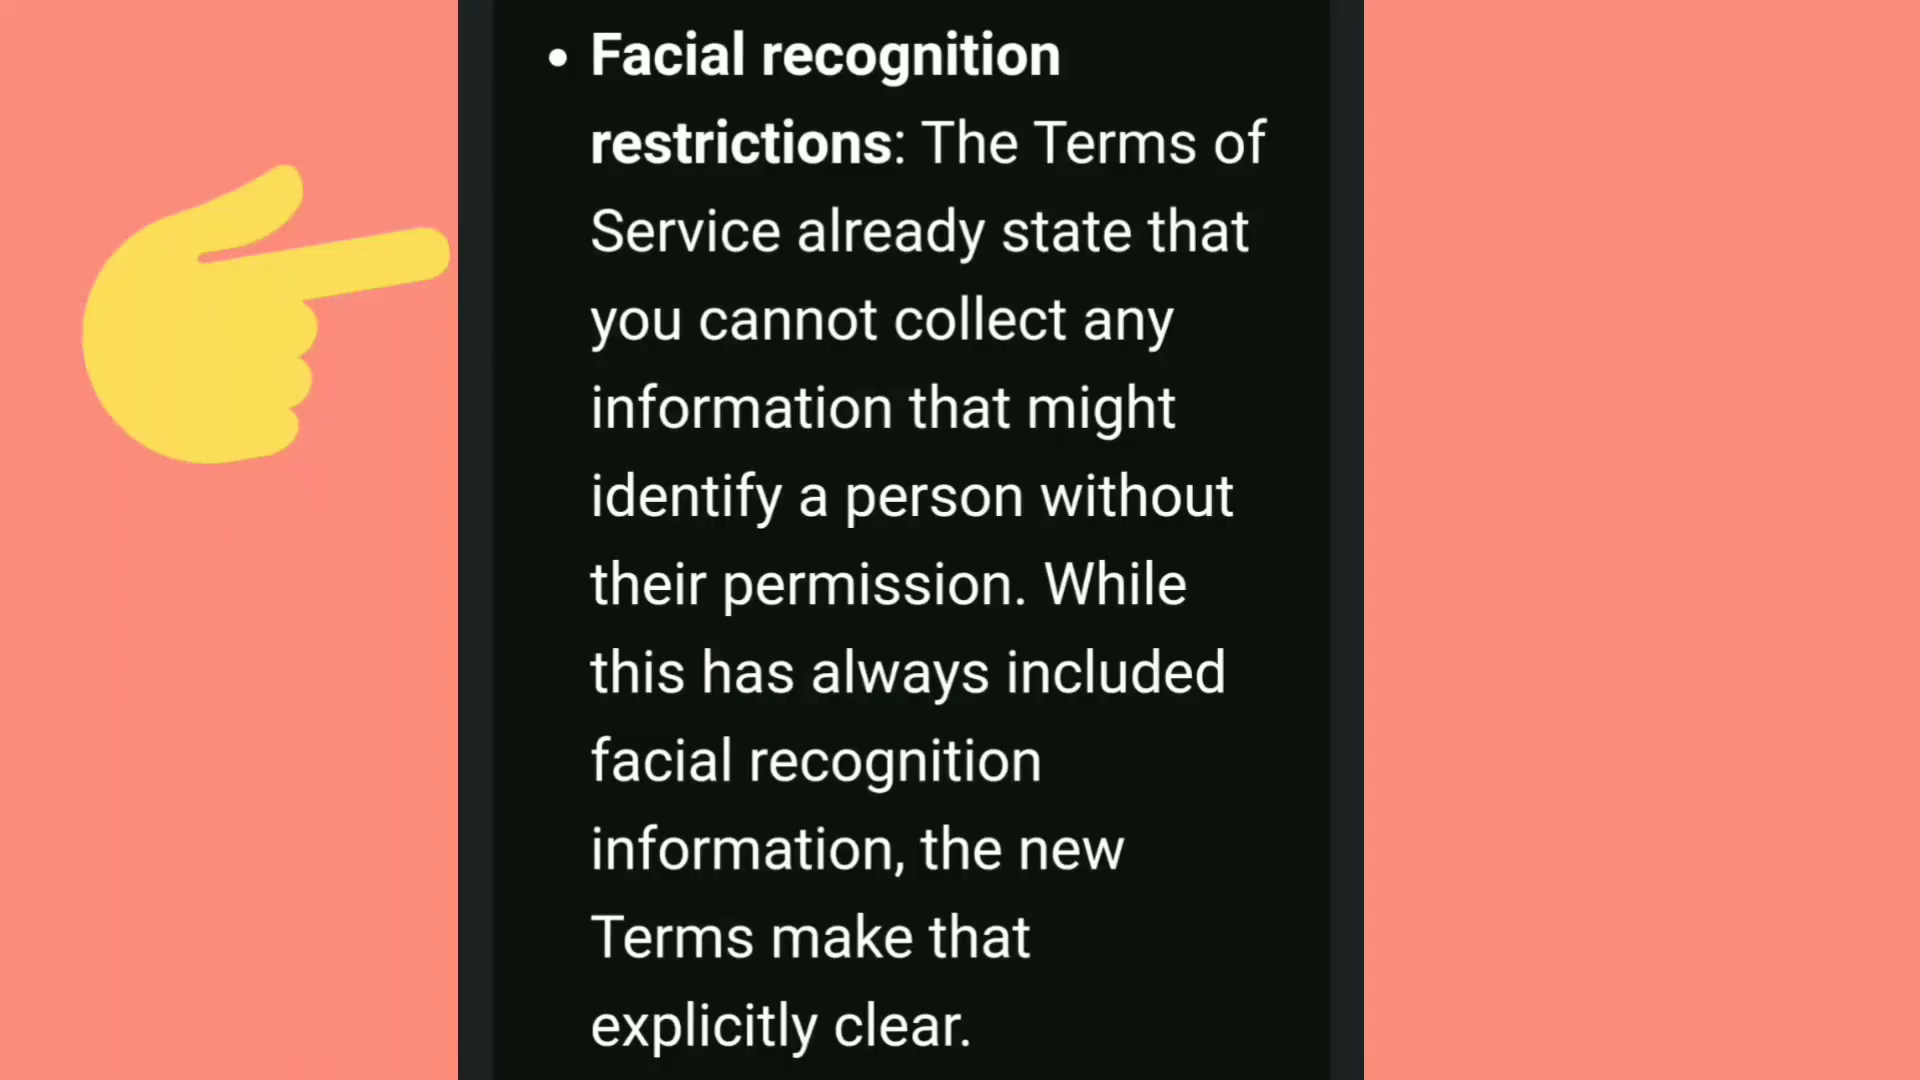 • Facial recognition
restrictions: The Terms of
Service already state that
you cannot collect any
information that might
identify a person without
their permission. While
this has always included
facial recognition
information, the new
Terms make that
explicitly clear.